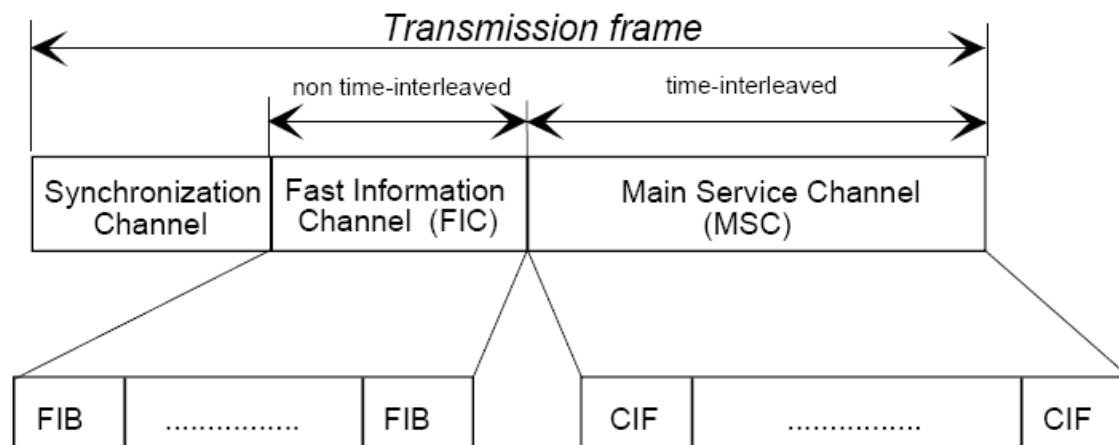 Transmission frame
non time-interleaved
time-interleaved
Synchronization
Channel
Fast Information
Channel (FIC)
Main Service Channel
(MSC)
FIB
................
FIB
CIF
................
CIF